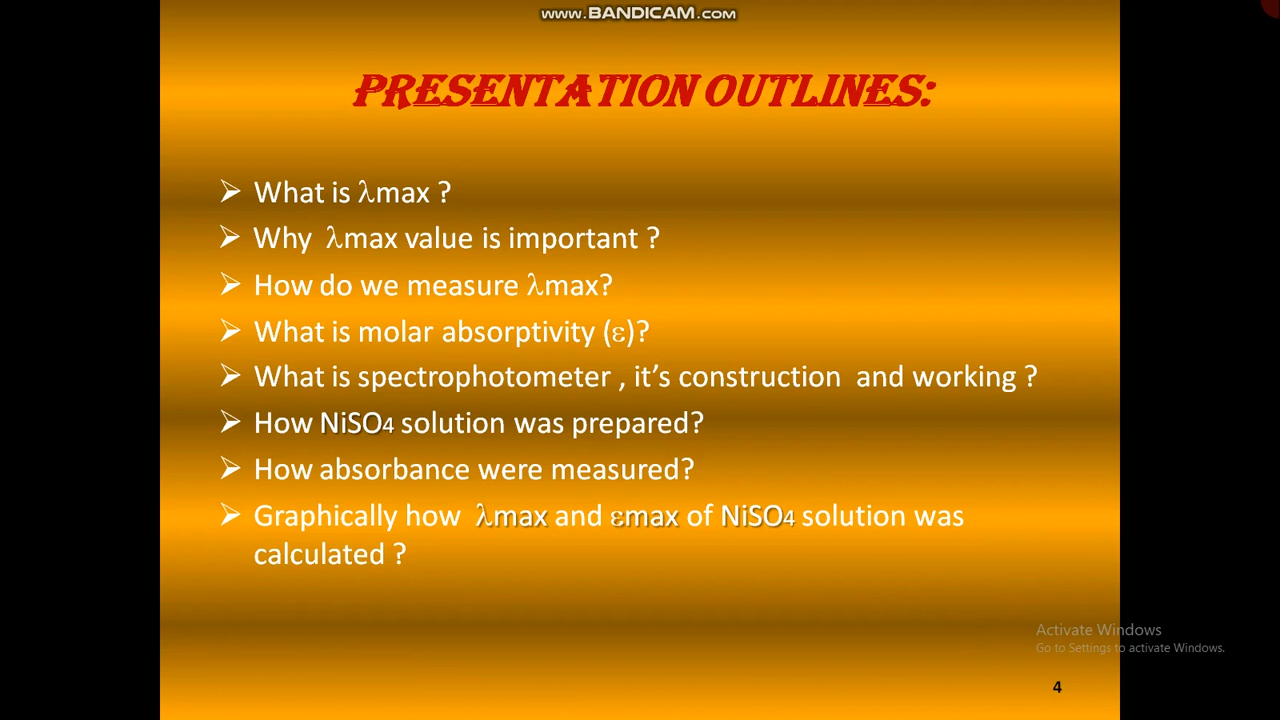 www.BANDICAM.com
PRESENTATION OUTLINES:
➢ What is λmax ?
➢ Why λmax value is important ?
➢ How do we measure λmax?
➢ What is molar absorptivity (ε)?
➢ What is spectrophotometer , it’s construction and working ?
➢ How NiSO4 solution was prepared?
➢ How absorbance were measured?
➢ Graphically how λmax and εmax of NiSO4 solution was
calculated ?
Activate Windows
Go to Settings to activate Windows.
4